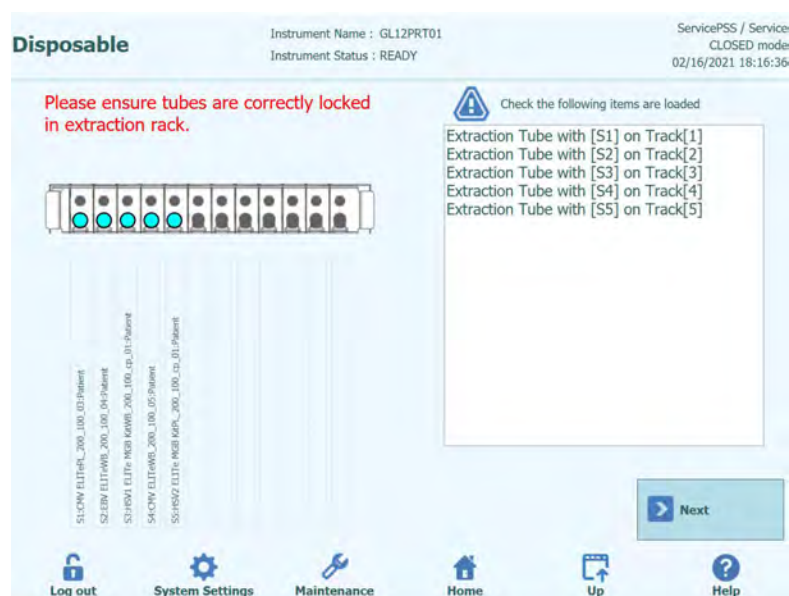 Disposable
Instrument Name : GL12PRT01
Instrument Status : READY
ServicePSS / Service
CLOSED mode
02/16/2021 18:16:36
Please ensure tubes are correctly locked
in extraction rack.
Check the following items are loaded
Extraction Tube with [S1] on Track[1]
Extraction Tube with [S2] on Track[2]
Extraction Tube with [S3] on Track[3]
Extraction Tube with [S4] on Track[4]
Extraction Tube with [S5] on Track[5]
S1:CMV ELITePL_200_100_03:Patient
S2:EBV ELITeWB_200_100_04:Patient
S3:HSV1 ELITe MGB KitWB_200_100_cp_01:Patient
S4:CMV ELITeWB_200_100_05:Patient
S5:HSV2 ELITe MGB KitPL_200_100_cp_01:Patient
Next
Log out
System Settings
Maintenance
Home
Up
Help